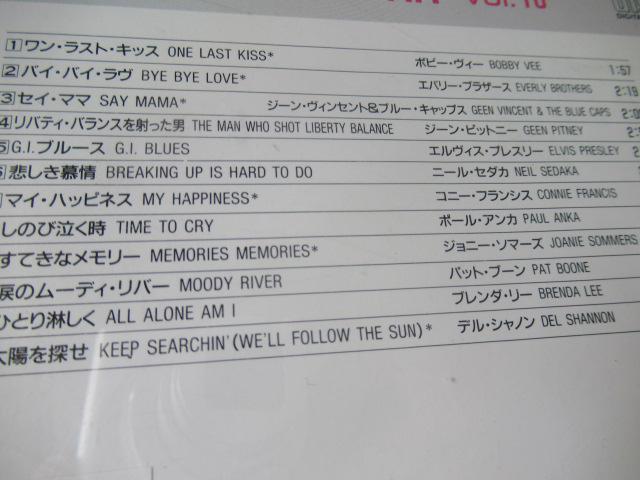 VOL.10
1 ワン・ラスト・キッス ONE LAST KISS* ボビー・ヴィー BOBBY VEE 1:57
2 バイ・バイ・ラヴ BYE BYE LOVE* エバリー・ブラザース EVERLY BROTHERS 2:19
3 セイ・ママ SAY MAMA* ジーン・ヴィンセント&ブルー・キャップス GEEN VINCENT & THE BLUE CAPS
4 リバティ・バランスを射った男 THE MAN WHO SHOT LIBERTY BALANCE ジーン・ピットニー GEEN PITNEY 2:
5 G.I.ブルース G.I. BLUES エルヴィス・プレスリー ELVIS PRESLEY 2:
悲しき慕情 BREAKING UP IS HARD TO DO ニール・セダカ NEIL SEDAKA
マイ・ハッピネス MY HAPPINESS* コニー・フランシス CONNIE FRANCIS
しのび泣く時 TIME TO CRY ポール・アンカ PAUL ANKA
すてきなメモリー MEMORIES MEMORIES* ジョニー・ソマーズ JOANIE SOMMERS
涙のムーディ・リバー MOODY RIVER パット・ブーン PAT BOONE
ひとり淋しく ALL ALONE AM I ブレンダ・リー BRENDA LEE
太陽を探せ KEEP SEARCHIN' (WE'LL FOLLOW THE SUN)* デル・シャノン DEL SHANNON